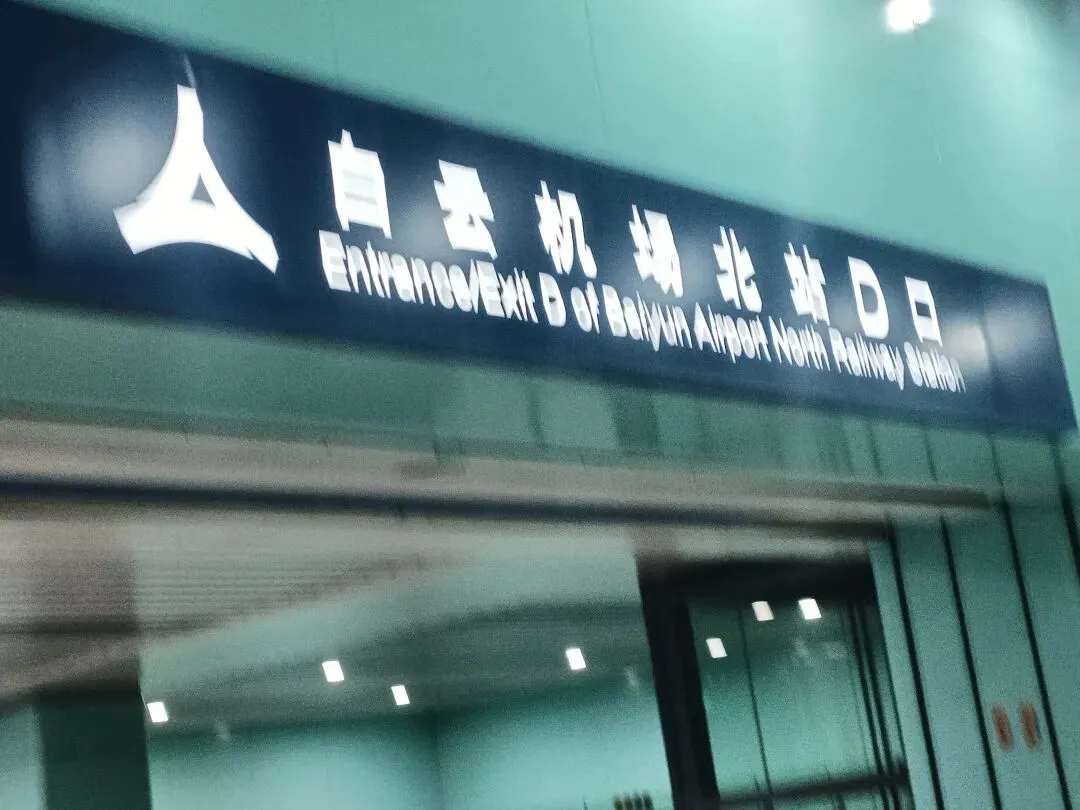 白云机场北站D口
Entrance/Exit D of Baiyun Airport North Railway Station